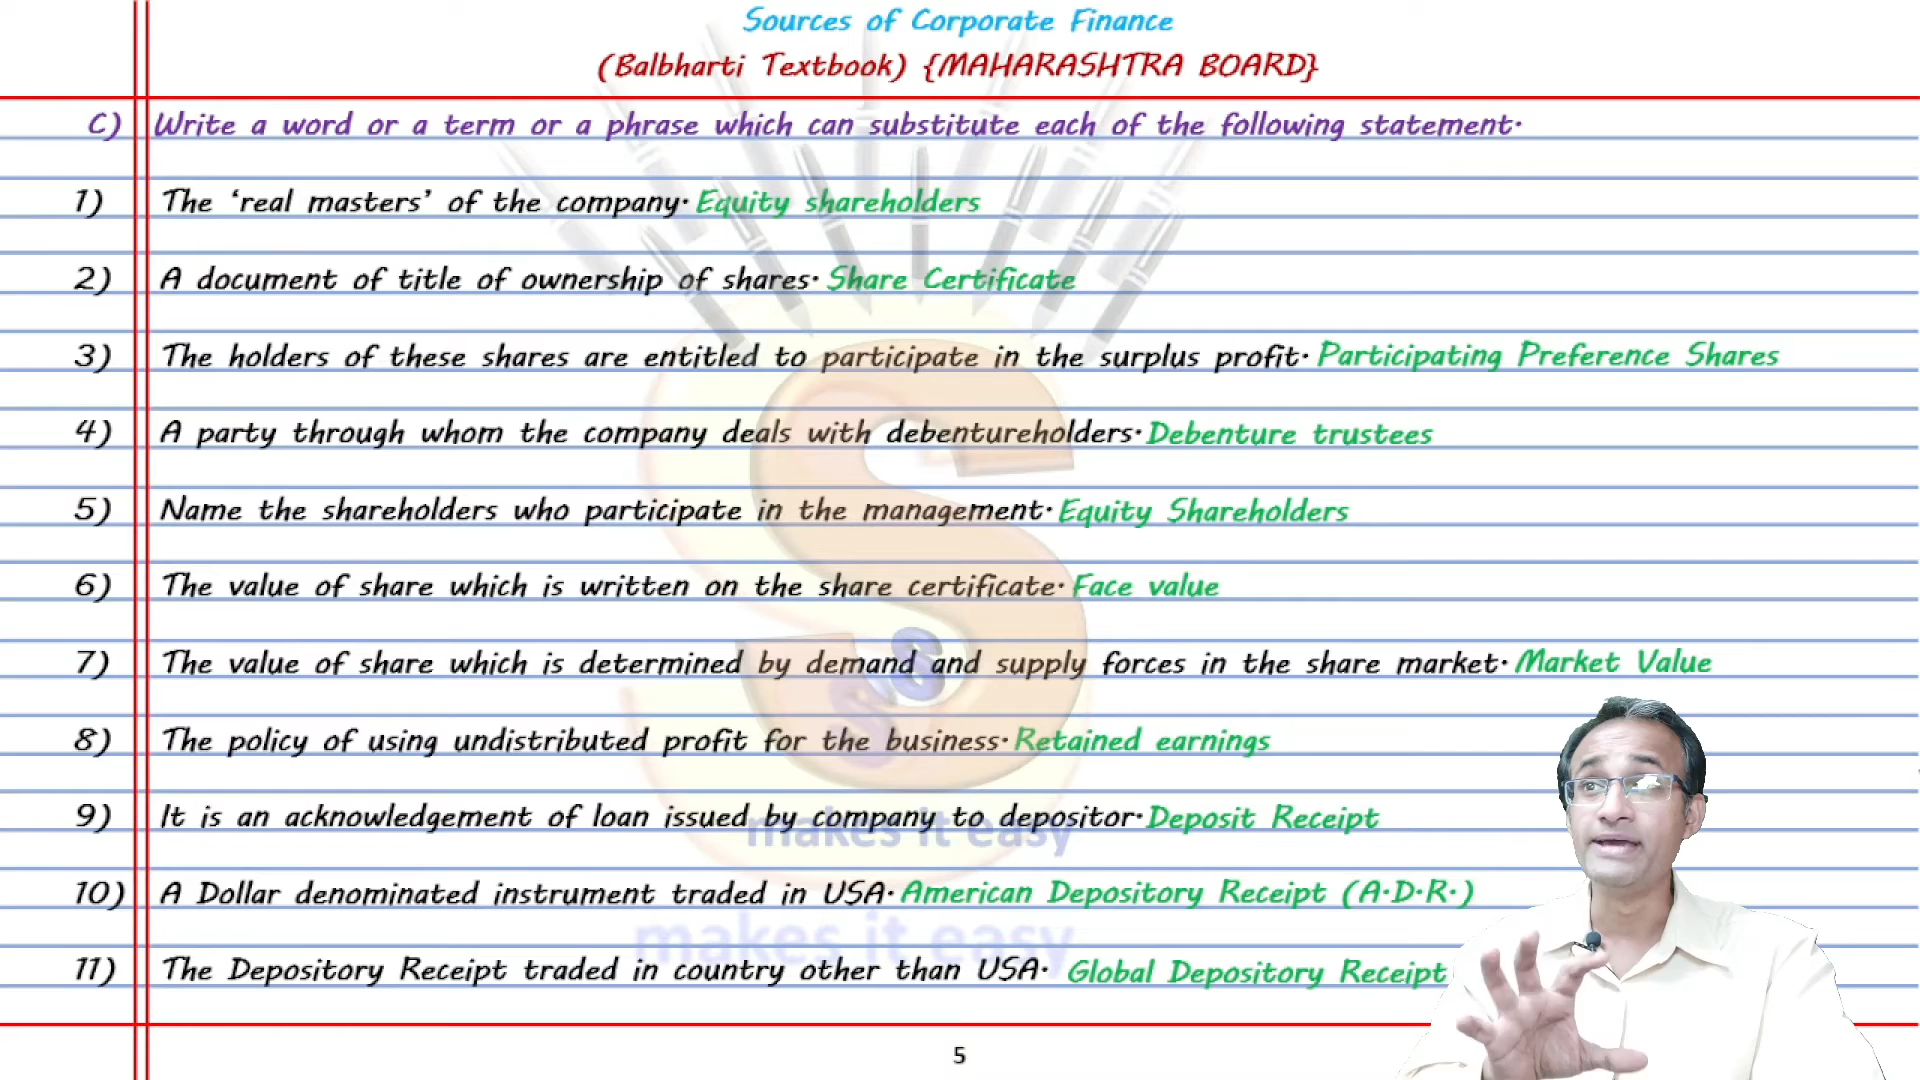 Sources of Corporate Finance
(Balbharti Textbook) {MAHARASHTRA BOARD}
C) Write a word or a term or a phrase which can substitute each of the following statement.
1) The ‘real masters’ of the company. Equity shareholders
2) A document of title of ownership of shares. Share Certificate
3) The holders of these shares are entitled to participate in the surplus profit. Participating Preference Shares
4) A party through whom the company deals with debentureholders. Debenture trustees
5) Name the shareholders who participate in the management. Equity Shareholders
6) The value of share which is written on the share certificate. Face value
7) The value of share which is determined by demand and supply forces in the share market. Market Value
8) The policy of using undistributed profit for the business. Retained earnings
9) It is an acknowledgement of loan issued by company to depositor. Deposit Receipt
makes it easy
10) A Dollar denominated instrument traded in USA. American Depository Receipt (A.D.R.)
makes it easy
11) The Depository Receipt traded in country other than USA. Global Depository Receipt
5